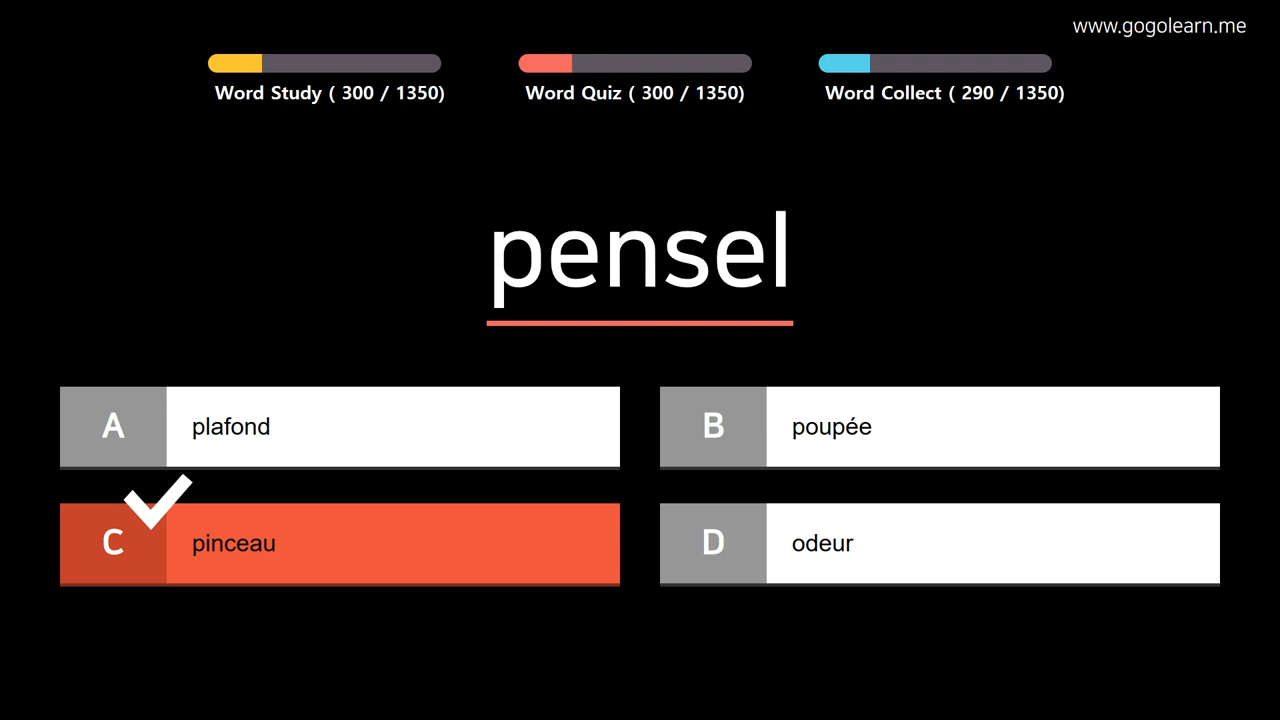 www.gogolearn.me
Word Study ( 300 / 1350)
Word Quiz ( 300 / 1350)
Word Collect ( 290 / 1350)
pensel
A
plafond
B
poupée
C
pinceau
D
odeur